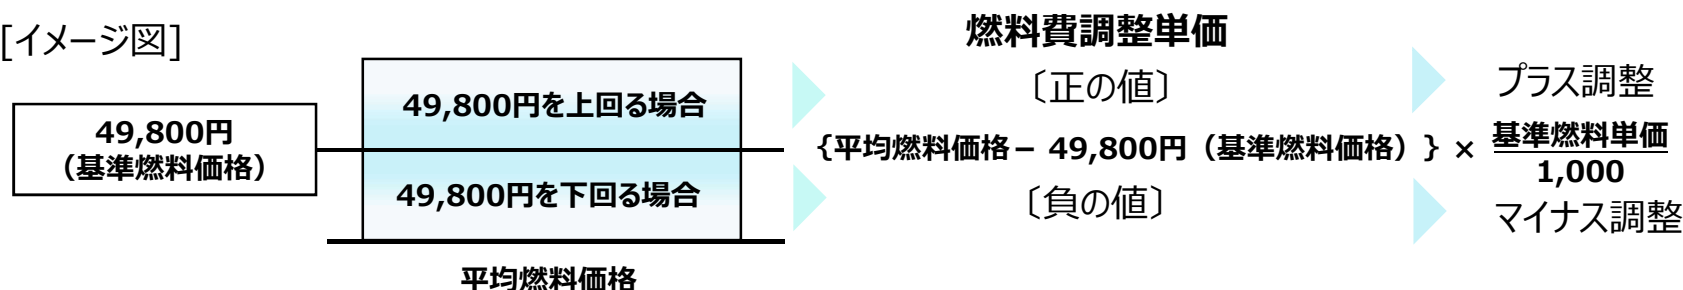 [イメージ図]
49,800円
（基準燃料価格）
49,800円を上回る場合
49,800円を下回る場合
平均燃料価格
燃料費調整単価
〔正の値〕
プラス調整
{平均燃料価格－ 49,800円（基準燃料価格）} × 基準燃料単価
1,000
〔負の値〕
マイナス調整